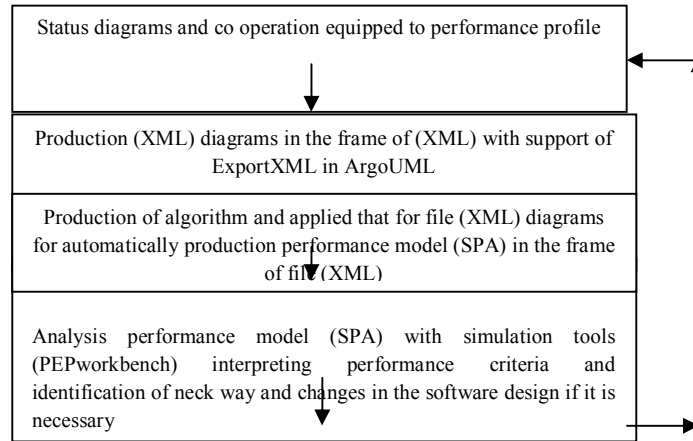 Status diagrams and co operation equipped to performance profile
Production (XML) diagrams in the frame of (XML) with support of
ExportXML in ArgoUML
Production of algorithm and applied that for file (XML) diagrams
for automatically production performance model (SPA) in the frame
of file (XML)
Analysis performance model (SPA) with simulation tools
(PEPworkbench) interpreting performance criteria and
identification of neck way and changes in the software design if it is
necessary